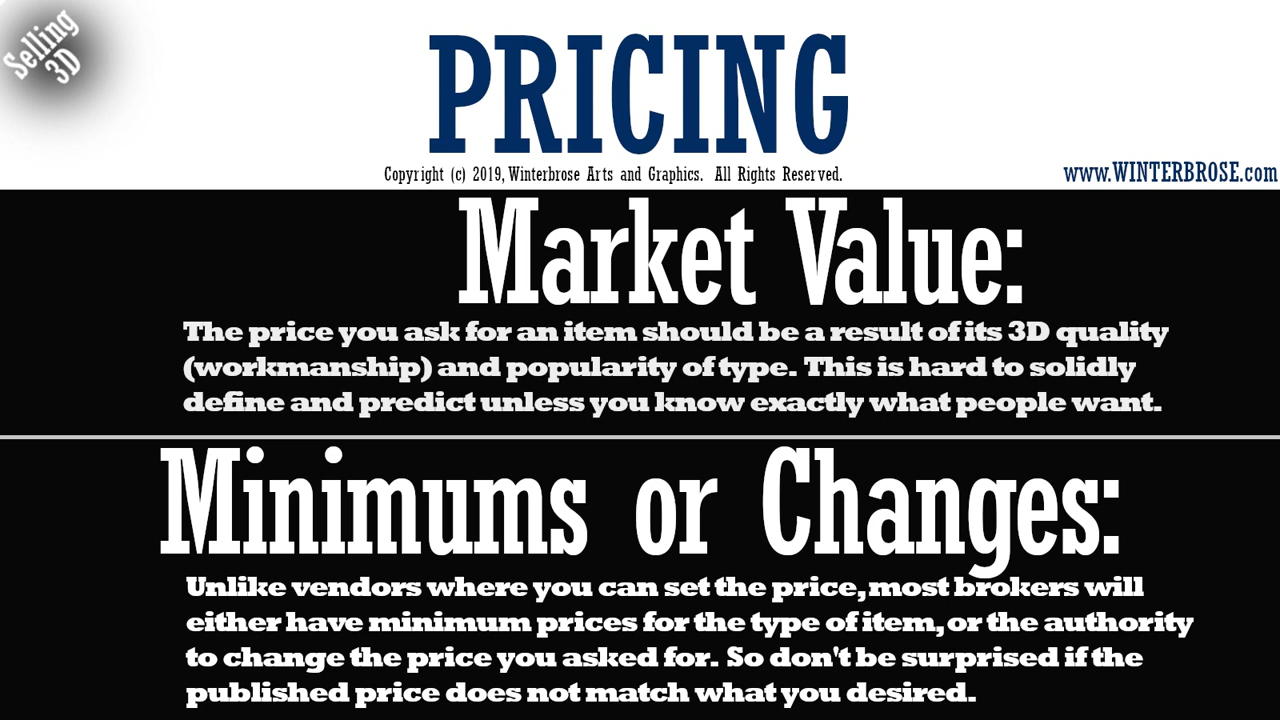 Selling
3D
PRICING
Copyright (c) 2019, Winterbrose Arts and Graphics. All Rights Reserved.
www.WINTERBROSE.com
Market Value:
The price you ask for an item should be a result of its 3D quality
(workmanship) and popularity of type. This is hard to solidly
define and predict unless you know exactly what people want.
Minimums or Changes:
Unlike vendors where you can set the price, most brokers will
either have minimum prices for the type of item, or the authority
to change the price you asked for. So don't be surprised if the
published price does not match what you desired.